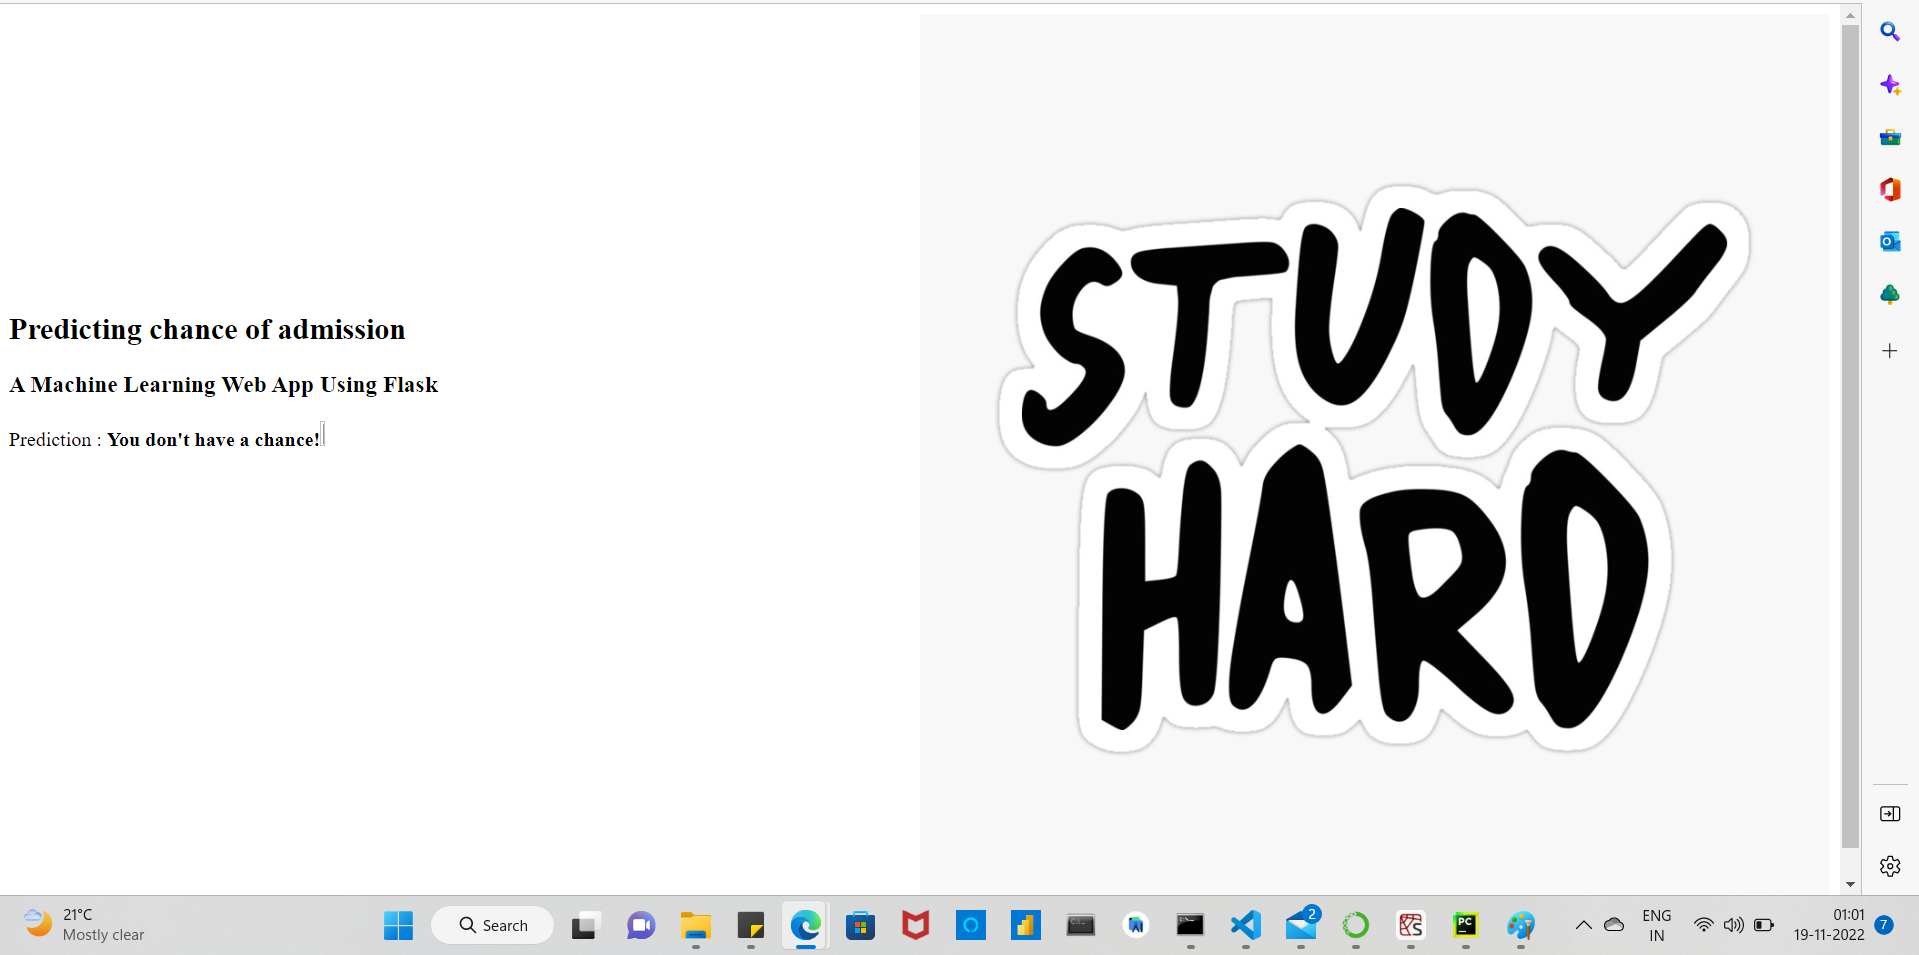 Predicting chance of admission
A Machine Learning Web App Using Flask
Prediction : You don't have a chance!
STUDY
HARD
21°C
Mostly clear
Search
2
PC
ENG
IN
01:01
19-11-2022
7